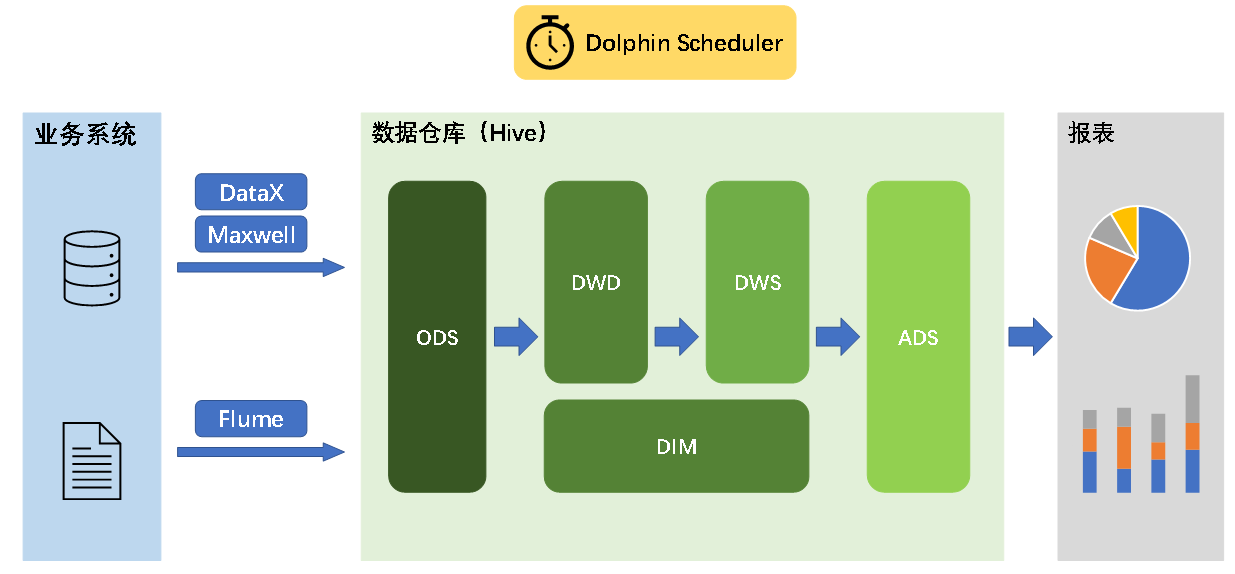 Dolphin Scheduler
业务系统
DataX
Maxwell
Flume
数据仓库（Hive）
ODS
DWD
DWS
DIM
ADS
报表